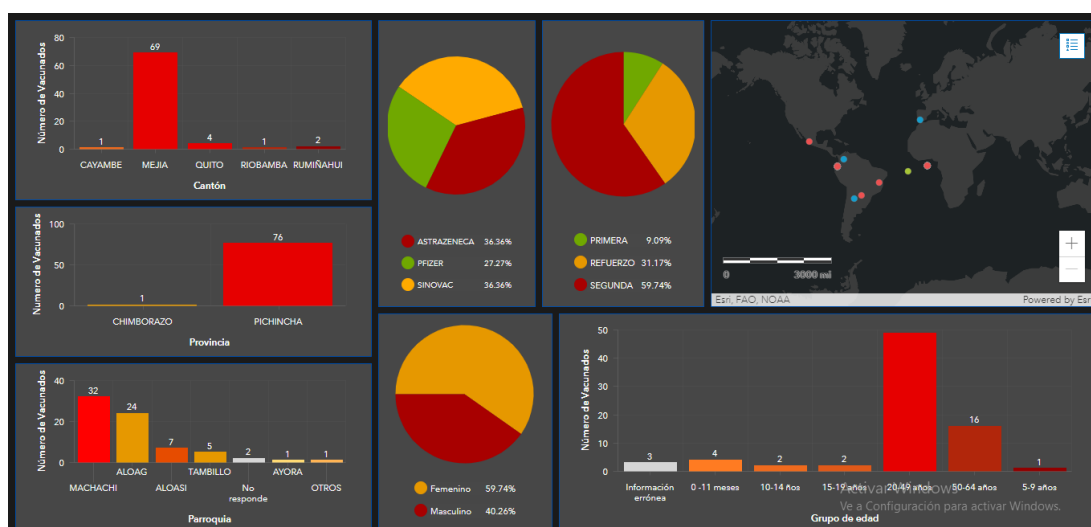 Número de Vacunados
80
60
40
20
0
69
1
4
1
2
CAYAMBE
MEJIA
QUITO
RIOBAMBA
RUMIÑAHUI
Cantón
ASTRAZENECA 36.36%
PFIZER 27.27%
SINOVAC 36.36%
PRIMERA 9.09%
REFUERZO 31.17%
SEGUNDA 59.74%
0 3000 mi
Esri, FAO, NOAA
Powered by Esri
Numero de Vacunados
100
50
0
1
76
CHIMBORAZO
PICHINCHA
Provincia
Número de Vacunados
40
20
0
32
24
7
5
2
1
1
MACHACHI
ALOAG
ALOASI
TAMBILLO
No responde
AYORA
OTROS
Parroquia
Femenino 59.74%
Masculino 40.26%
Número de Vacunados
50
40
30
20
10
0
3
4
2
2
16
1
Información
errónea
0 -11 meses
10-14 ños
15-19 años
20/49 años
50-64 años
5-9 años
Grupo de edad
Activar Windows
Ve a Configuración para activar Windows.